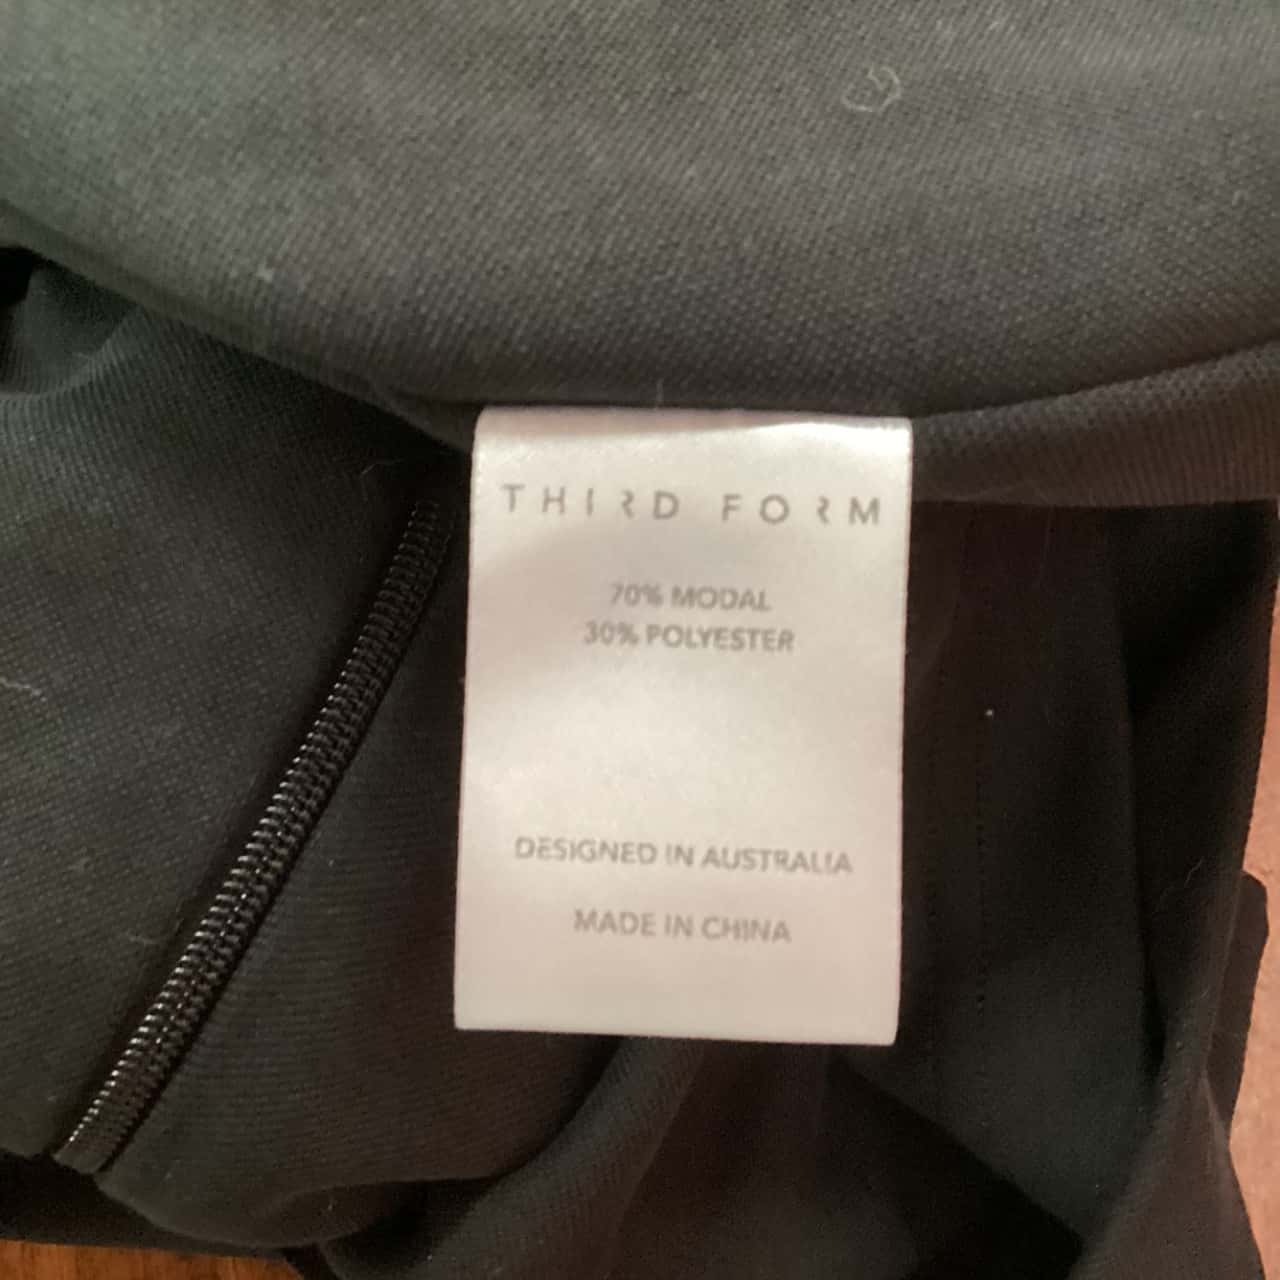 THIRD FORM
70% MODAL
30% POLYESTER
DESIGNED IN AUSTRALIA
MADE IN CHINA